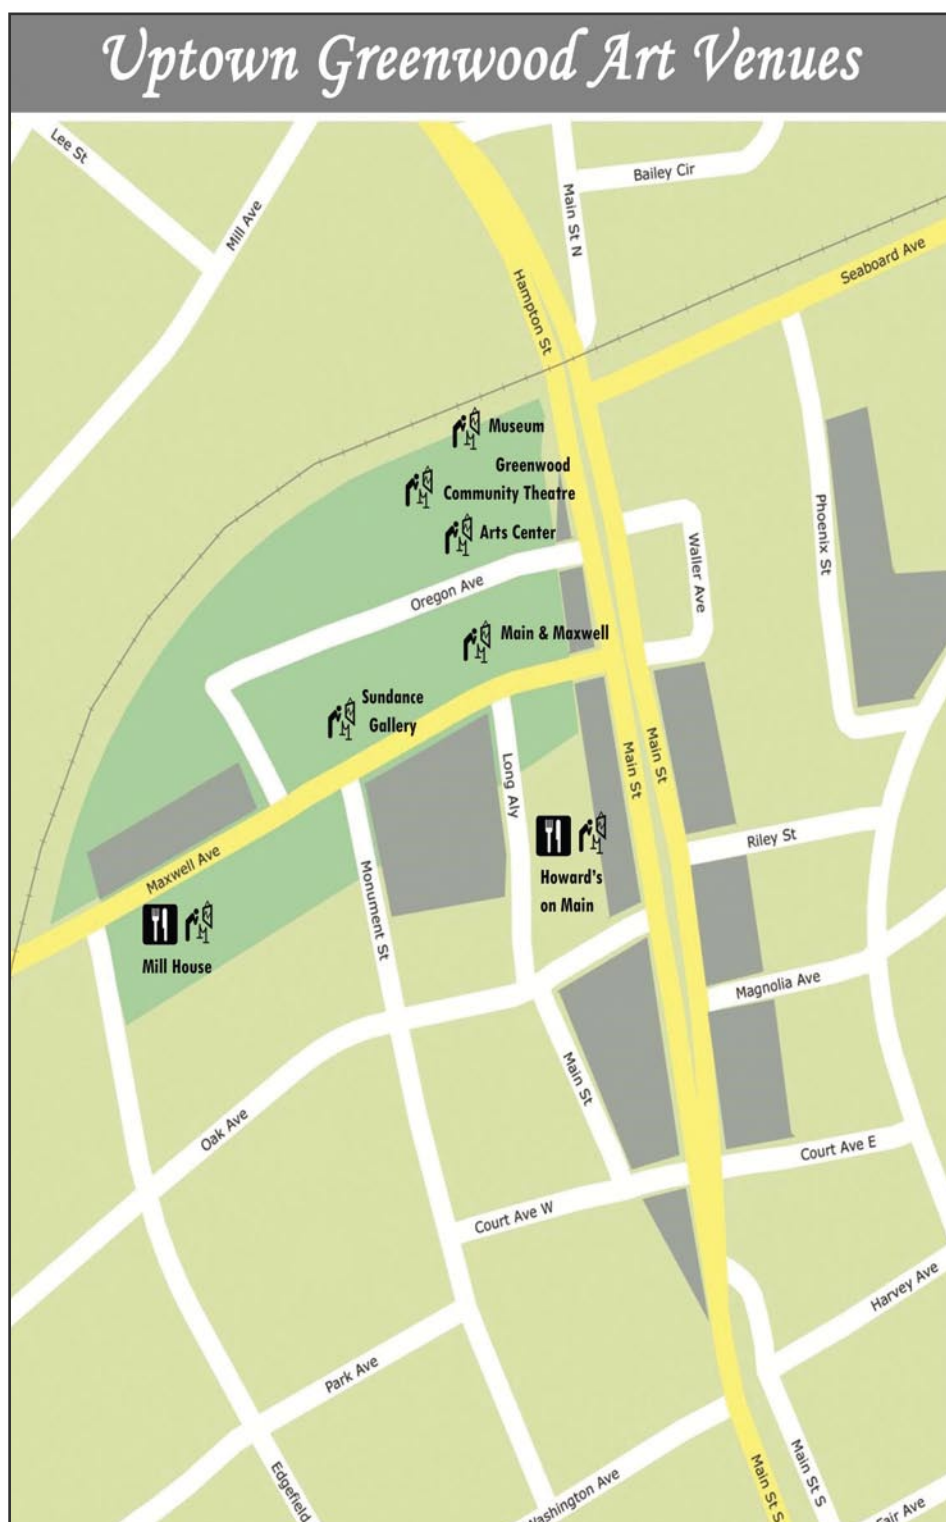 Uptown Greenwood Art Venues
Lee St
Mill Ave
Main St N
Bailey Cir
Seaboard Ave
Hampton St
Museum
Greenwood
Community Theatre
Arts Center
Phoenix St
Waller Ave
Oregon Ave
Main & Maxwell
Sundance
Gallery
Main St
Main St
Long Aly
Riley St
Maxwell Ave
Howard's
on Main
Monument St
Mill House
Magnolia Ave
Main St
Oak Ave
Court Ave E
Court Ave W
Harvey Ave
Park Ave
Main St S
Main St S
Edgefield
Washington Ave
Fair Ave